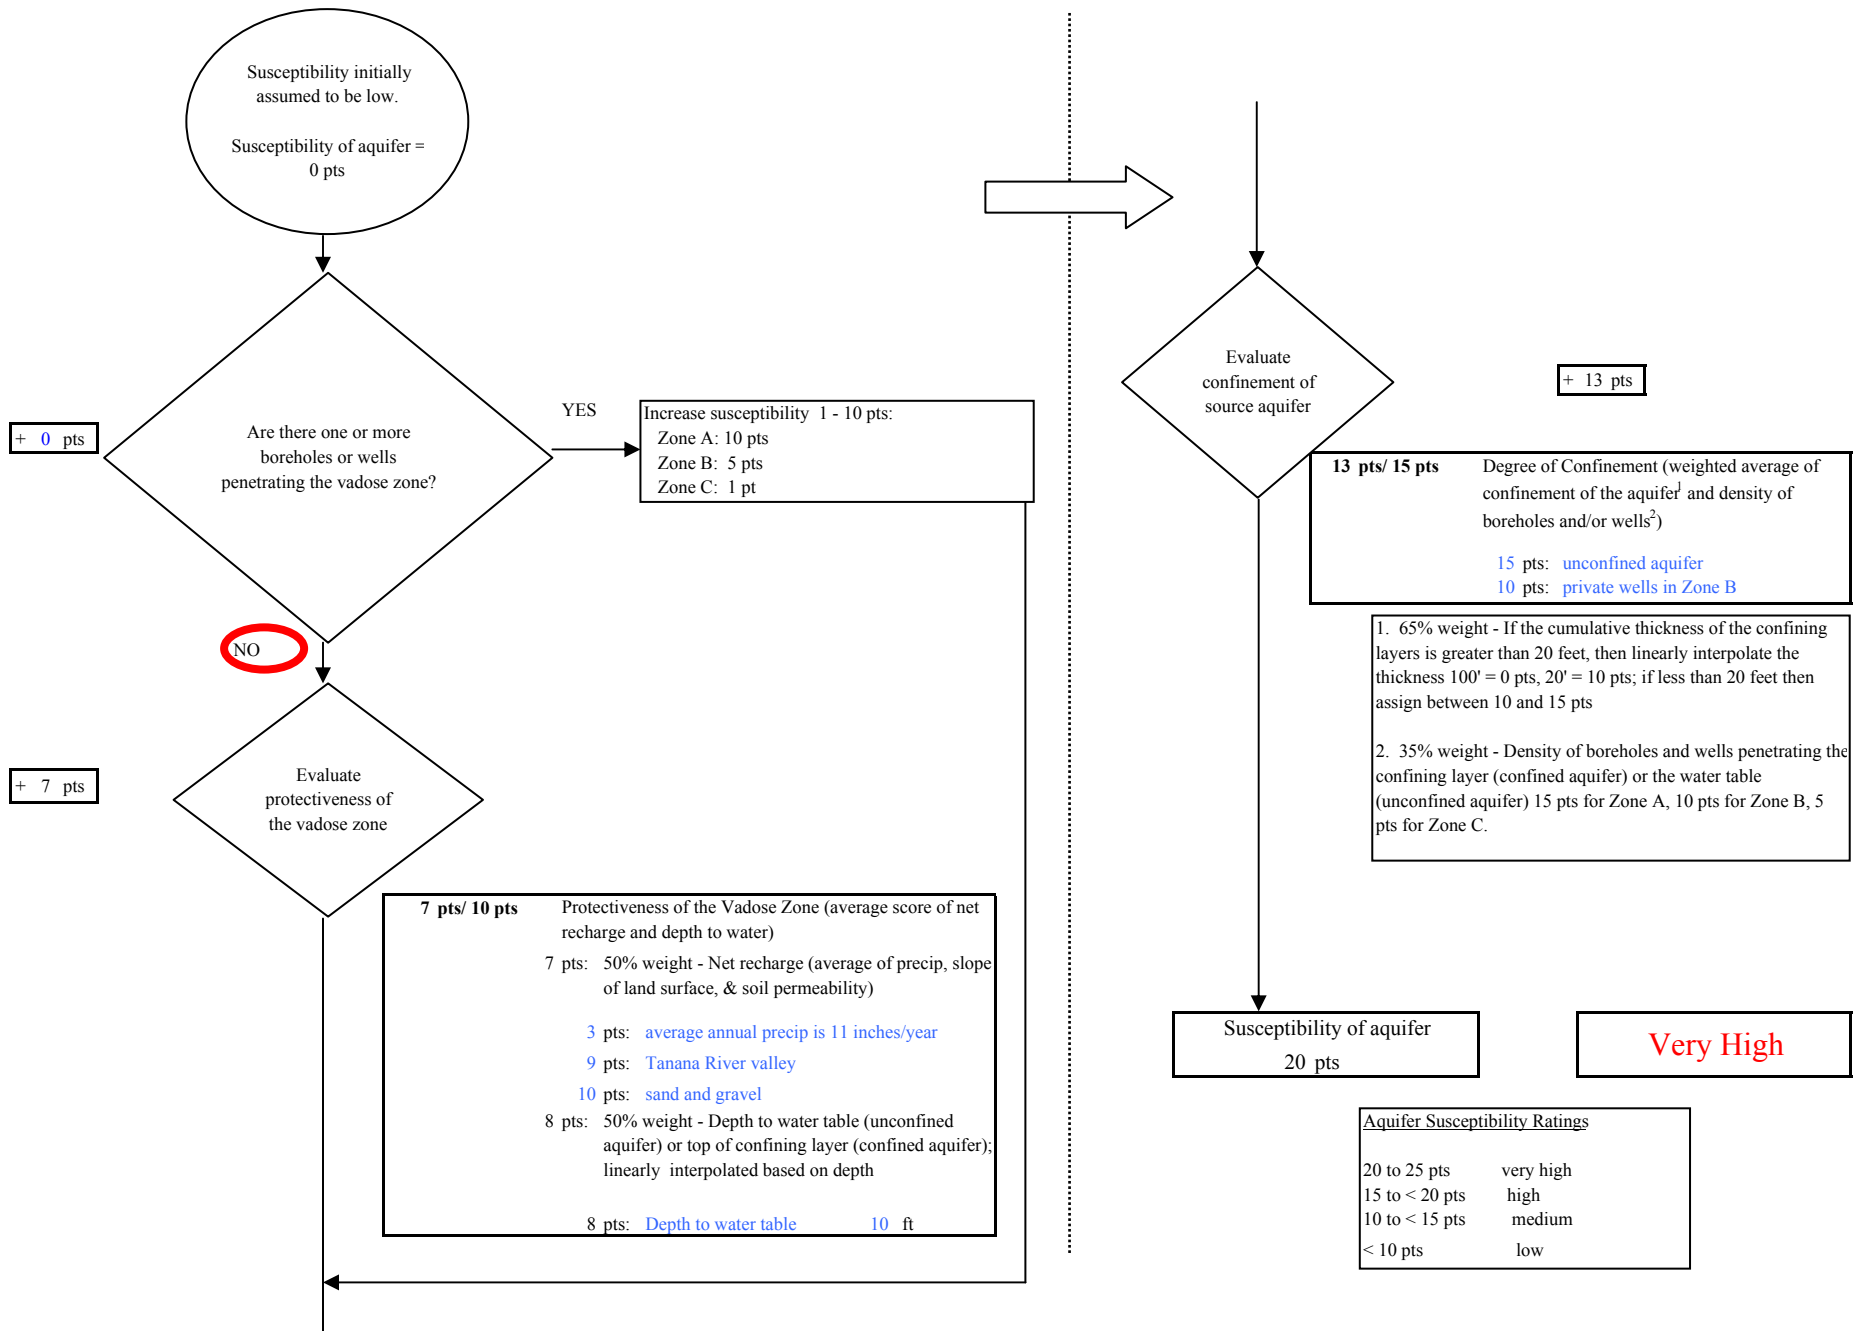 Susceptibility initially
assumed to be low.
Susceptibility of aquifer =
0 pts
+ 0 pts
Are there one or more
boreholes or wells
penetrating the vadose zone?
YES
Increase susceptibility 1 - 10 pts:
Zone A: 10 pts
Zone B: 5 pts
Zone C: 1 pt
NO
+ 7 pts
Evaluate
protectiveness of
the vadose zone
7 pts/ 10 pts Protectiveness of the Vadose Zone (average score of net
recharge and depth to water)
7 pts: 50% weight - Net recharge (average of precip, slope
of land surface, & soil permeability)
3 pts: average annual precip is 11 inches/year
9 pts: Tanana River valley
10 pts: sand and gravel
8 pts: 50% weight - Depth to water table (unconfined
aquifer) or top of confining layer (confined aquifer);
linearly interpolated based on depth
8 pts: Depth to water table 10 ft
Evaluate
confinement of
source aquifer
+ 13 pts
13 pts/ 15 pts Degree of Confinement (weighted average of
confinement of the aquifer1 and density of
boreholes and/or wells2)
15 pts: unconfined aquifer
10 pts: private wells in Zone B
1. 65% weight - If the cumulative thickness of the confining
layers is greater than 20 feet, then linearly interpolate the
thickness 100' = 0 pts, 20' = 10 pts; if less than 20 feet then
assign between 10 and 15 pts
2. 35% weight - Density of boreholes and wells penetrating the
confining layer (confined aquifer) or the water table
(unconfined aquifer) 15 pts for Zone A, 10 pts for Zone B, 5
pts for Zone C.
Susceptibility of aquifer
20 pts
Very High
Aquifer Susceptibility Ratings
20 to 25 pts very high
15 to < 20 pts high
10 to < 15 pts medium
< 10 pts low